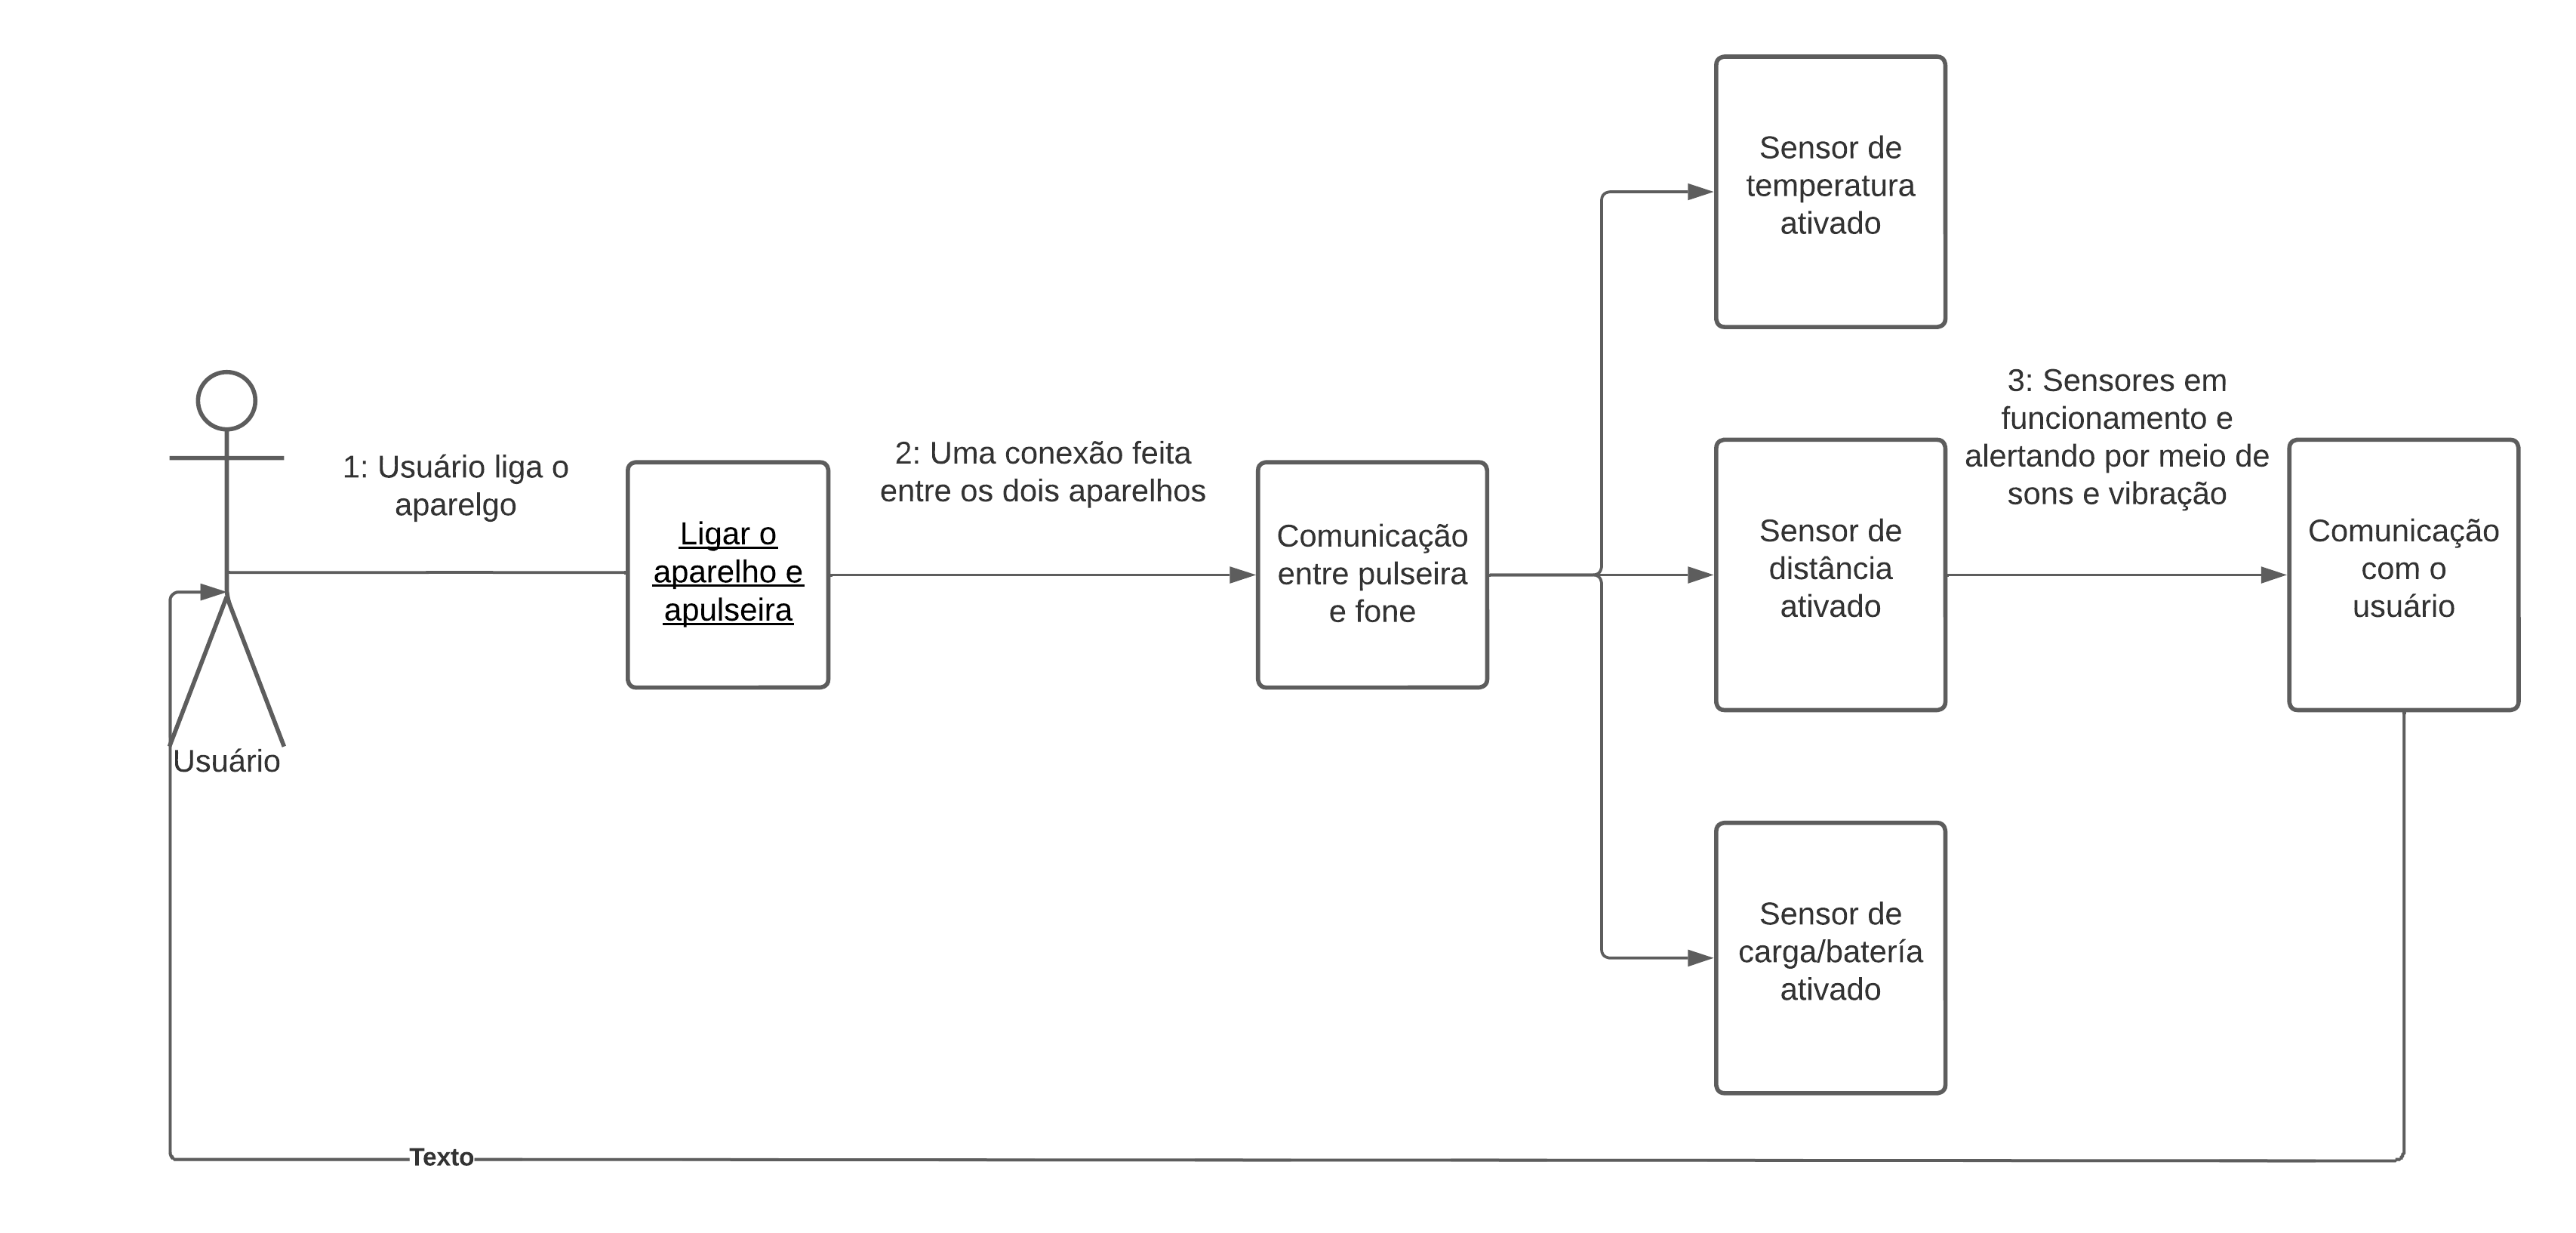 Sensor de
temperatura
ativado
1: Usuário liga o
aparelgo
2: Uma conexão feita
entre os dois aparelhos
3: Sensores em
funcionamento e
alertando por meio de
sons e vibração
Ligar o
aparelho e
apulseira
Comunicação
entre pulseira
e fone
Sensor de
distância
ativado
Comunicação
com o
usuário
Usuário
Sensor de
carga/batería
ativado
Texto